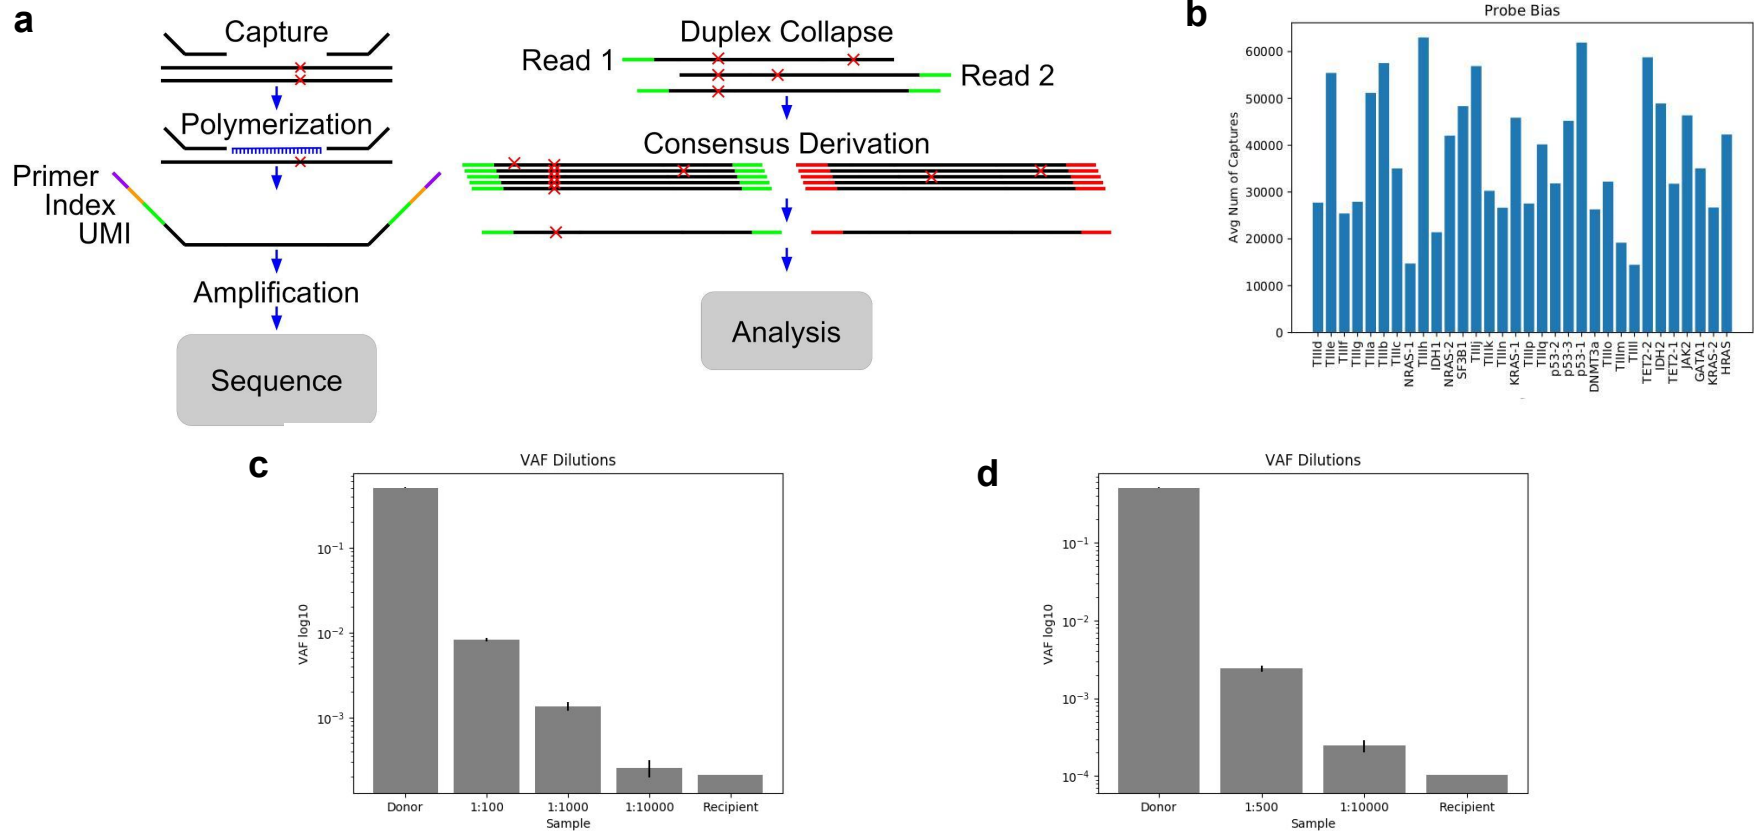 a
Capture
Polymerization
Primer
Index
UMI
Amplification
Sequence
Duplex Collapse
Read 1
Read 2
Consensus Derivation
Analysis
b
Probe Bias
Avg Num of Captures
60000
50000
40000
30000
20000
10000
0
TIIId
TIIIe
TIIIf
TIIIg
TIIIa
TIIIb
TIIIc
NRAS-1
TIIIh
IDH1
NRAS-2
SF3B1
TIIIj
TIIIk
TIIIn
KRAS-1
TIIIp
TIIIq
p53-2
p53-3
p53-1
DNMT3a
TIIIo
TIIIm
TIIIl
TET2-2
IDH2
TET2-1
JAK2
GATA1
KRAS-2
HRAS
c
VAF Dilutions
VAF log10
10⁻¹
10⁻²
10⁻³
Donor 1:100 1:1000 1:10000 Recipient
Sample
d
VAF Dilutions
VAF log10
10⁻¹
10⁻²
10⁻³
10⁻⁴
Donor 1:500 1:10000 Recipient
Sample